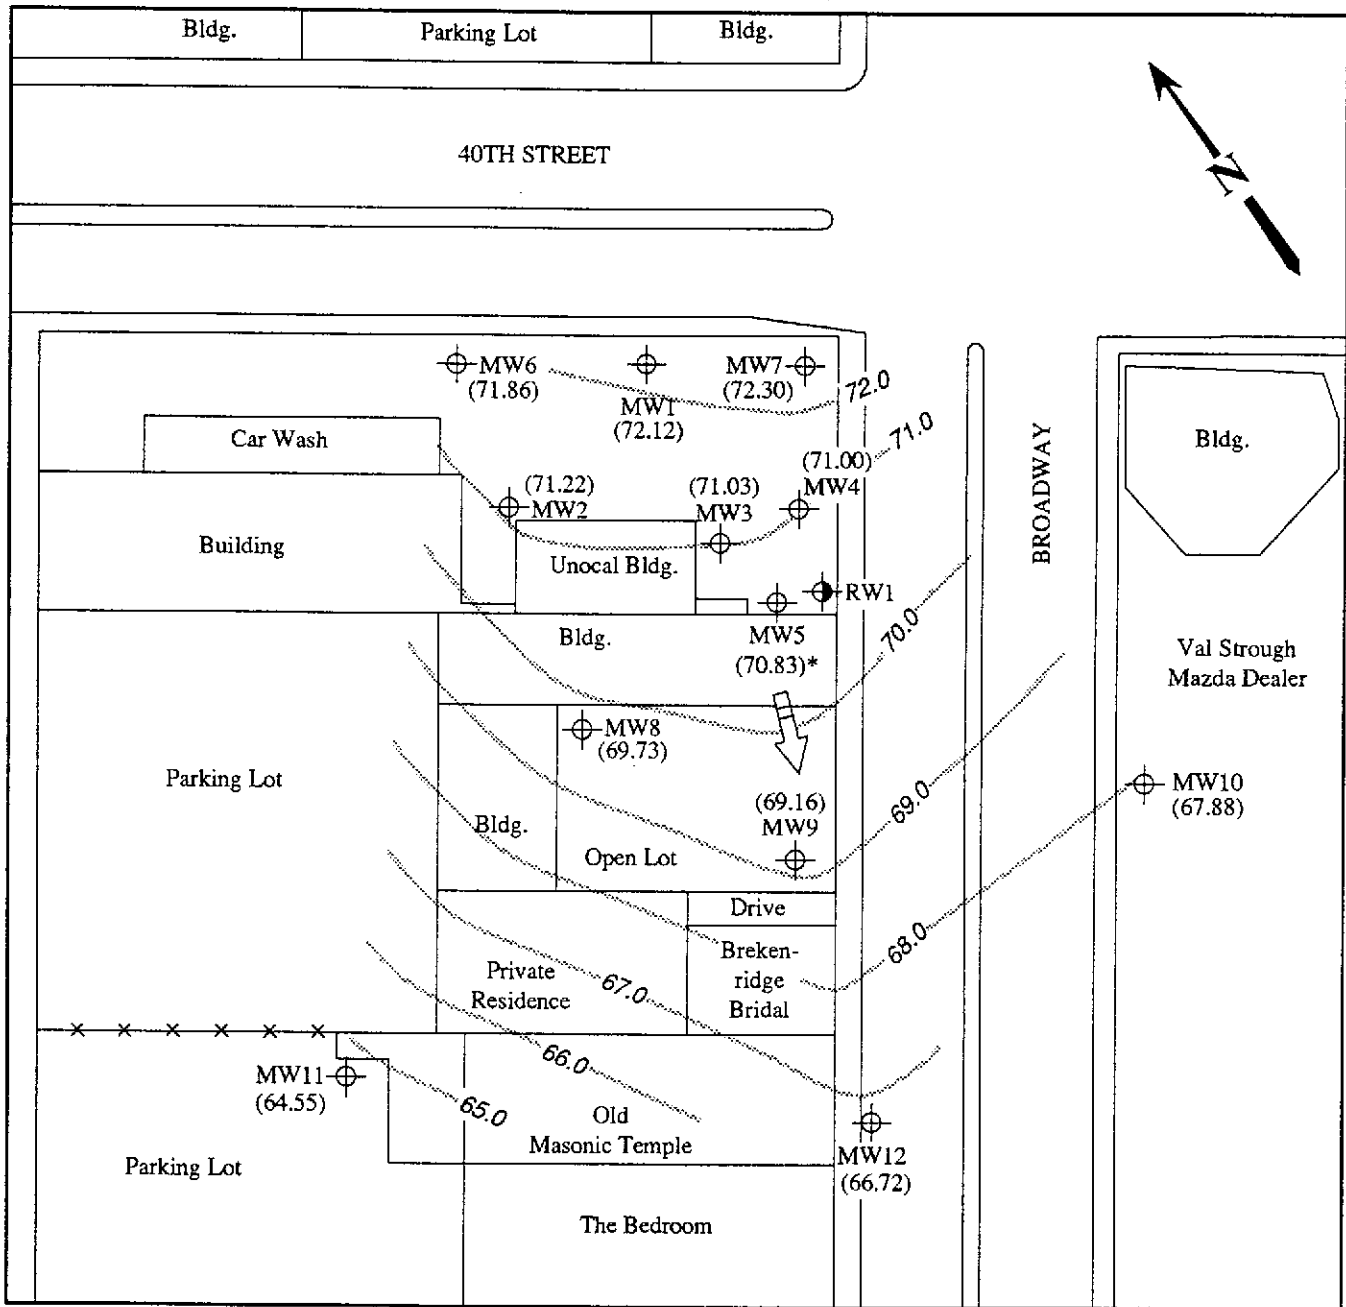 Bldg.
Parking Lot
Bldg.
40TH STREET
N
MW6
(71.86)
MW1
(72.12)
MW7
(72.30)
72.0
71.0
Car Wash
(71.22)
MW2
(71.03)
MW3
(71.00)
MW4
BROADWAY
Bldg.
Building
Unocal Bldg.
RW1
MW5
(70.83)*
Bldg.
70.0
Val Strough
Mazda Dealer
MW8
(69.73)
Parking Lot
(69.16)
MW9
69.0
MW10
(67.88)
Bldg.
Open Lot
Drive
Breken-
ridge
Bridal
68.0
Private
Residence
67.0
66.0
MW11
(64.55)
65.0
Old
Masonic Temple
MW12
(66.72)
Parking Lot
The Bedroom